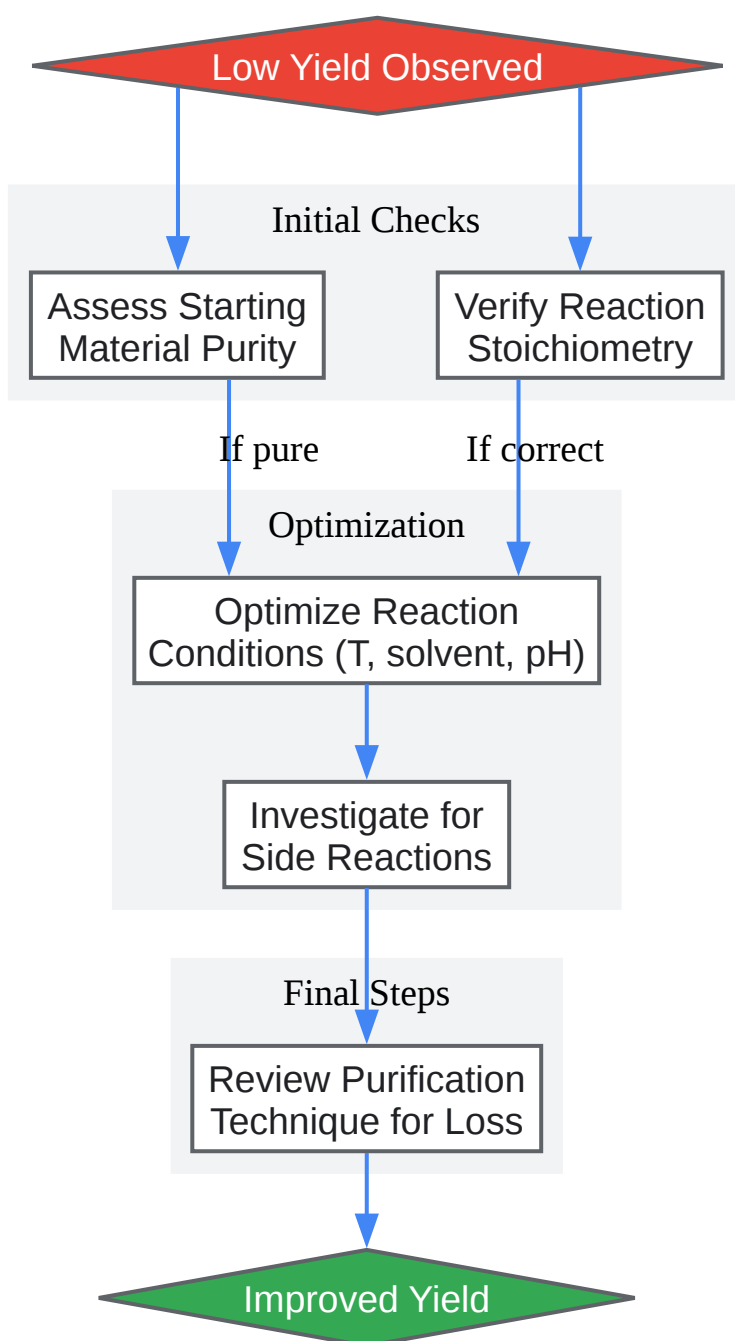 Low Yield Observed
Initial Checks
Assess Starting
Material Purity
Verify Reaction
Stoichiometry
If pure
If correct
Optimization
Optimize Reaction
Conditions (T, solvent, pH)
Investigate for
Side Reactions
Final Steps
Review Purification
Technique for Loss
Improved Yield